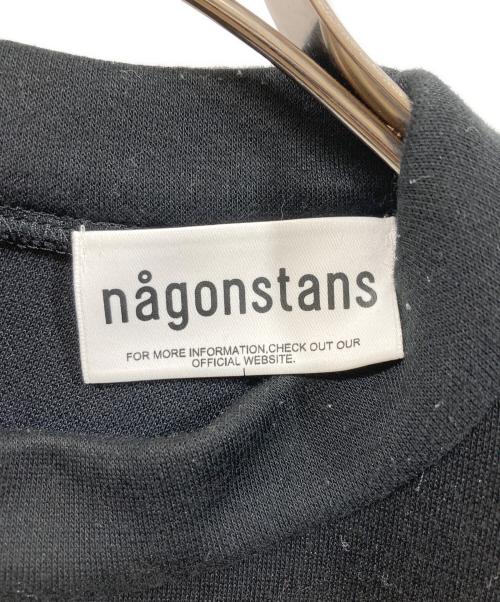 någonstans
FOR MORE INFORMATION,CHECK OUT OUR
OFFICIAL WEBSITE.